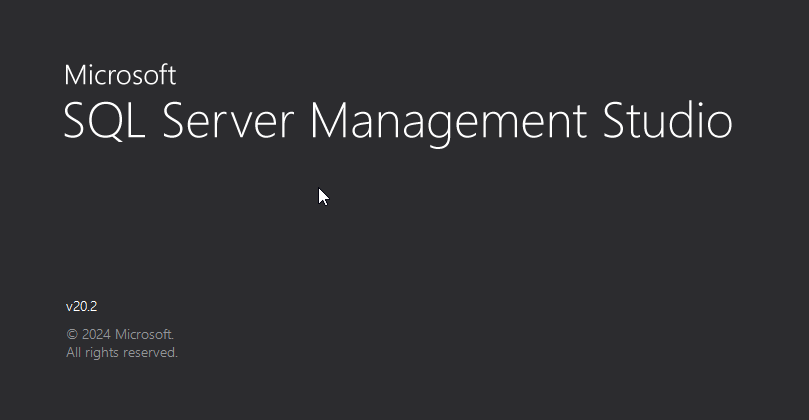 Microsoft
SQL Server Management Studio
v20.2
© 2024 Microsoft.
All rights reserved.